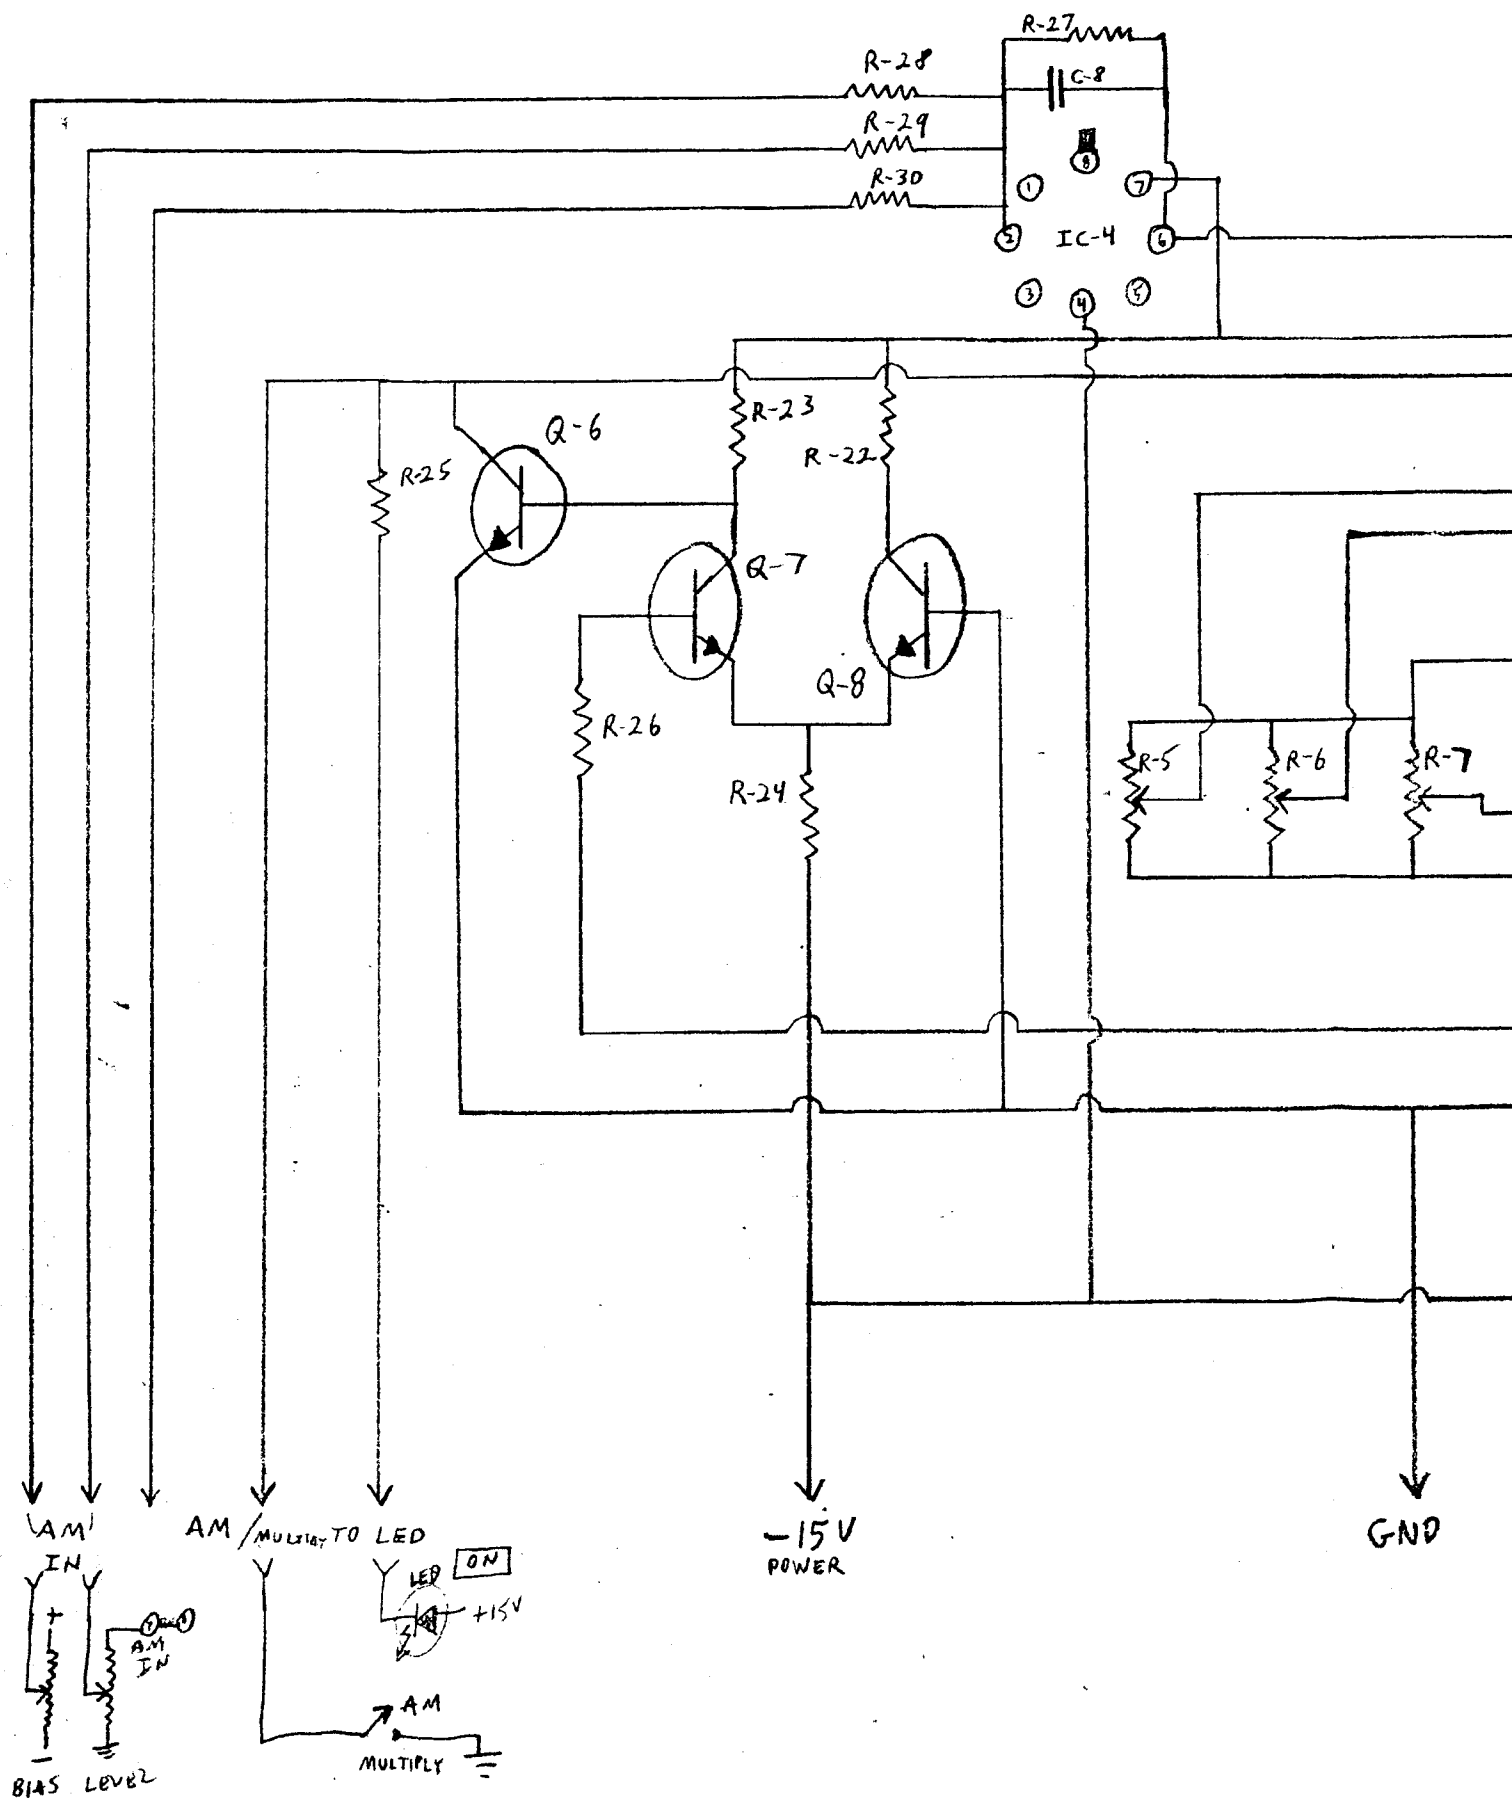 R-27
R-28
C-8
R-29
8
R-30
1
7
2
IC-4
6
3
4
5
R-23
Q-6
R-22
R-25
Q-7
Q-8
R-26
R-5
R-6
R-7
R-24
AM
IN
AM /
TO LED
-15V
POWER
GND
LED
ON
+
+15V
AM
IN
AM
MULTIPLY
-
BIAS
LEVEL